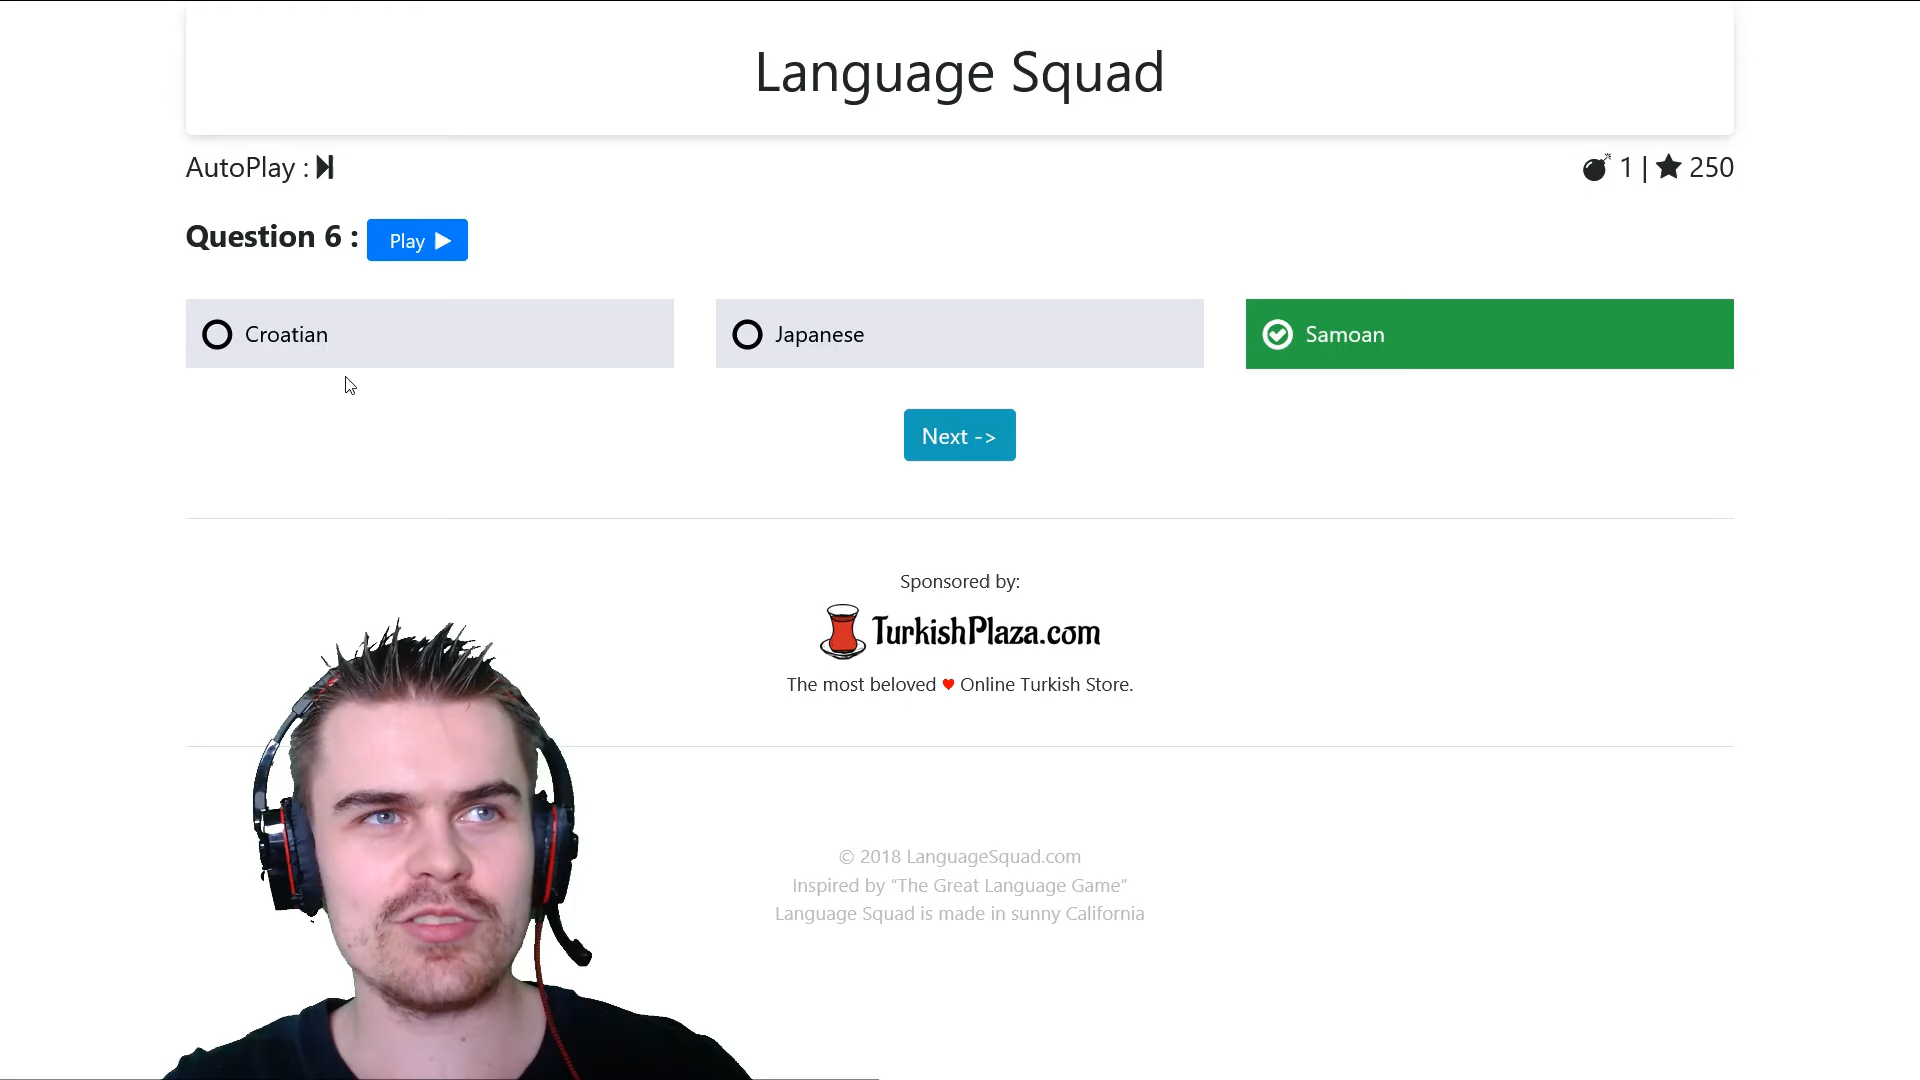 Language Squad
AutoPlay :
1 | 250
Question 6 : Play
Croatian
Japanese
Samoan
Next ->
Sponsored by:
TurkishPlaza.com
The most beloved ♥ Online Turkish Store.
© 2018 LanguageSquad.com
Inspired by “The Great Language Game”
Language Squad is made in sunny California